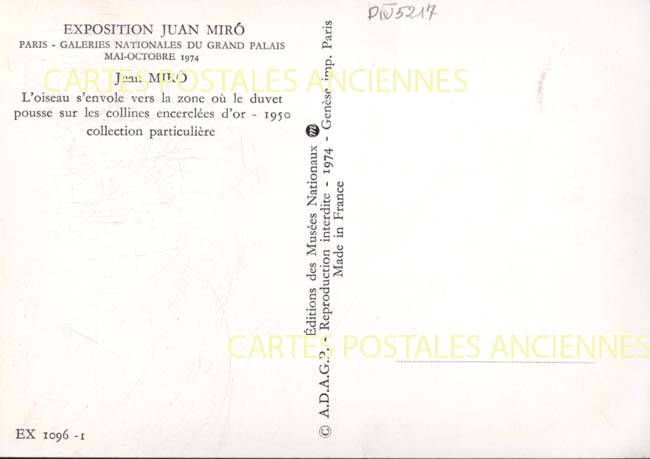 DIV5217
EXPOSITION JUAN MIRÓ
PARIS - GALERIES NATIONALES DU GRAND PALAIS
MAI-OCTOBRE 1974
Juan MIRÓ
L'oiseau s'envole vers la zone où le duvet
pousse sur les collines encerclées d'or - 1950
collection particulière
CARTES POSTALES ANCIENNES
Éditions des Musées Nationaux m
© A.D.A.G.P. - Reproduction interdite - 1974 - Genèse imp. Paris
Made in France
CARTES POSTALES ANCIENNES
EX 1096 -1